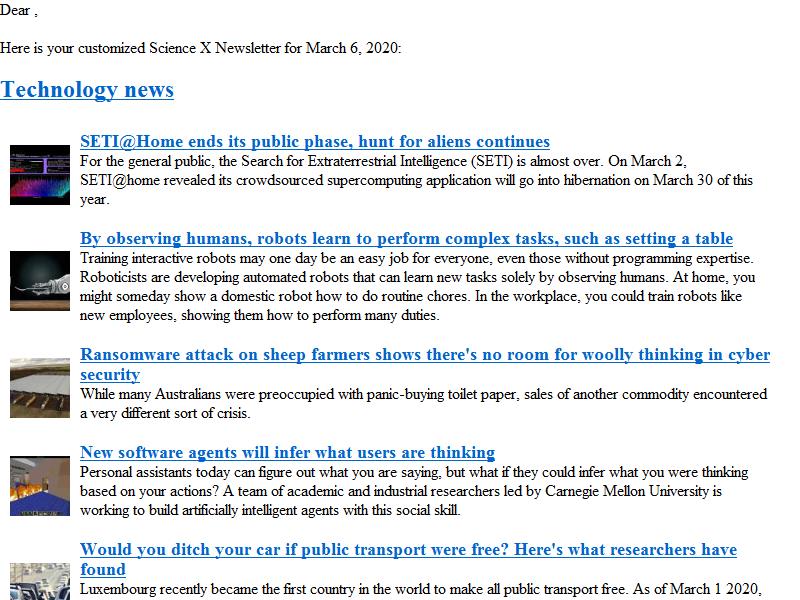 Dear ,
Here is your customized Science X Newsletter for March 6, 2020:
Technology news
SETI@Home ends its public phase, hunt for aliens continues
For the general public, the Search for Extraterrestrial Intelligence (SETI) is almost over. On March 2,
SETI@home revealed its crowdsourced supercomputing application will go into hibernation on March 30 of this
year.
By observing humans, robots learn to perform complex tasks, such as setting a table
Training interactive robots may one day be an easy job for everyone, even those without programming expertise.
Roboticists are developing automated robots that can learn new tasks solely by observing humans. At home, you
might someday show a domestic robot how to do routine chores. In the workplace, you could train robots like
new employees, showing them how to perform many duties.
Ransomware attack on sheep farmers shows there's no room for woolly thinking in cyber
security
While many Australians were preoccupied with panic-buying toilet paper, sales of another commodity encountered
a very different sort of crisis.
New software agents will infer what users are thinking
Personal assistants today can figure out what you are saying, but what if they could infer what you were thinking
based on your actions? A team of academic and industrial researchers led by Carnegie Mellon University is
working to build artificially intelligent agents with this social skill.
Would you ditch your car if public transport were free? Here's what researchers have
found
Luxembourg recently became the first country in the world to make all public transport free. As of March 1 2020,